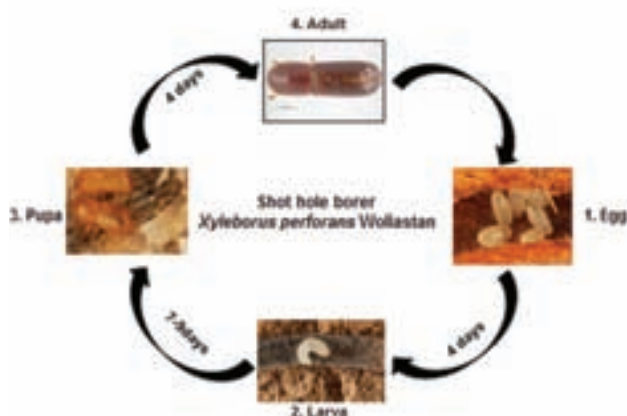 4. Adult
4 days
3. Pupa
Shot hole borer
Xyleborus perforans Wollastan
1. Egg
7-9days
4 days
2. Larva